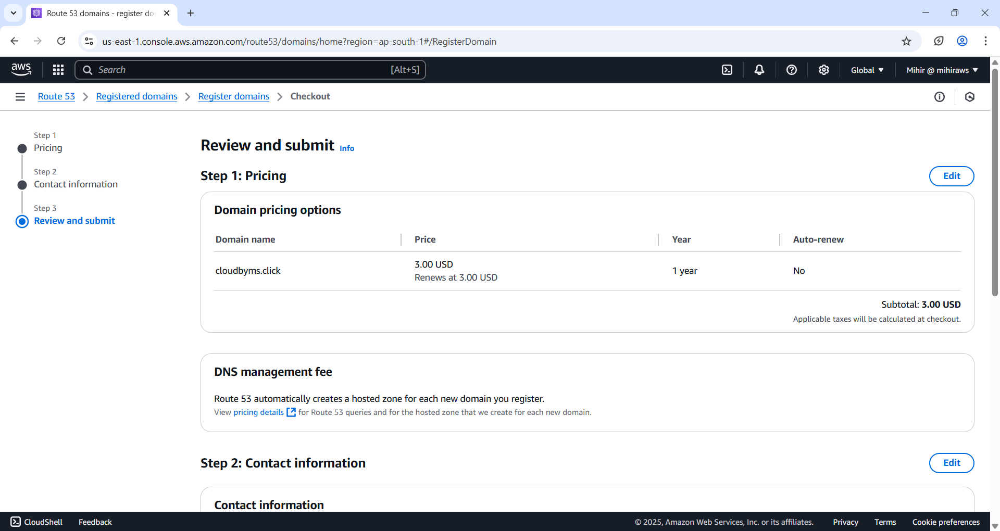 Route 53 domains - register do
us-east-1.console.aws.amazon.com/route53/domains/home?region=ap-south-1#/RegisterDomain
aws
Search
[Alt+S]
Global
Mihir @ mihiraws
Route 53
Registered domains
Register domains
Checkout
Step 1
Pricing
Step 2
Contact information
Step 3
Review and submit
Review and submit Info
Step 1: Pricing
Edit
Domain pricing options
Domain name
Price
Year
Auto-renew
cloudbyms.click
3.00 USD
Renews at 3.00 USD
1 year
No
Subtotal: 3.00 USD
Applicable taxes will be calculated at checkout.
DNS management fee
Route 53 automatically creates a hosted zone for each new domain you register.
View pricing details for Route 53 queries and for the hosted zone that we create for each new domain.
Step 2: Contact information
Edit
Contact information
CloudShell
Feedback
© 2025, Amazon Web Services, Inc. or its affiliates.
Privacy
Terms
Cookie preferences